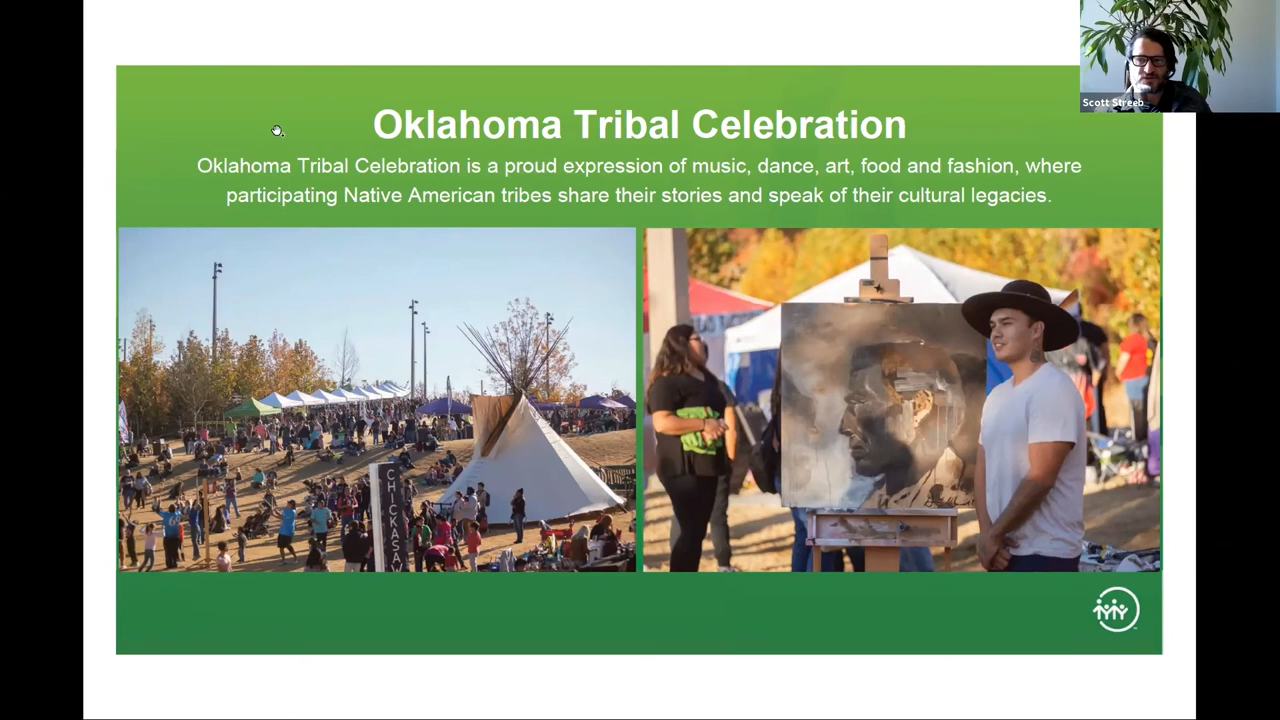 Oklahoma Tribal Celebration
Oklahoma Tribal Celebration is a proud expression of music, dance, art, food and fashion, where
participating Native American tribes share their stories and speak of their cultural legacies.
Scott Streeb
CHICKASAW